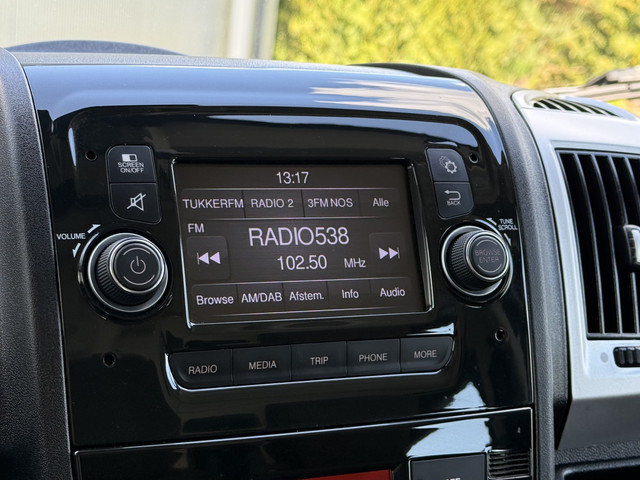 SCREEN
ON/OFF
BACK
VOLUME
TUNE
SCROLL
BROWSE
ENTER
13:17
TUKKERFM RADIO 2 3FM NOS Alle
FM
RADIO538
102.50 MHz
Browse AM/DAB Afstem. Info Audio
RADIO MEDIA TRIP PHONE MORE